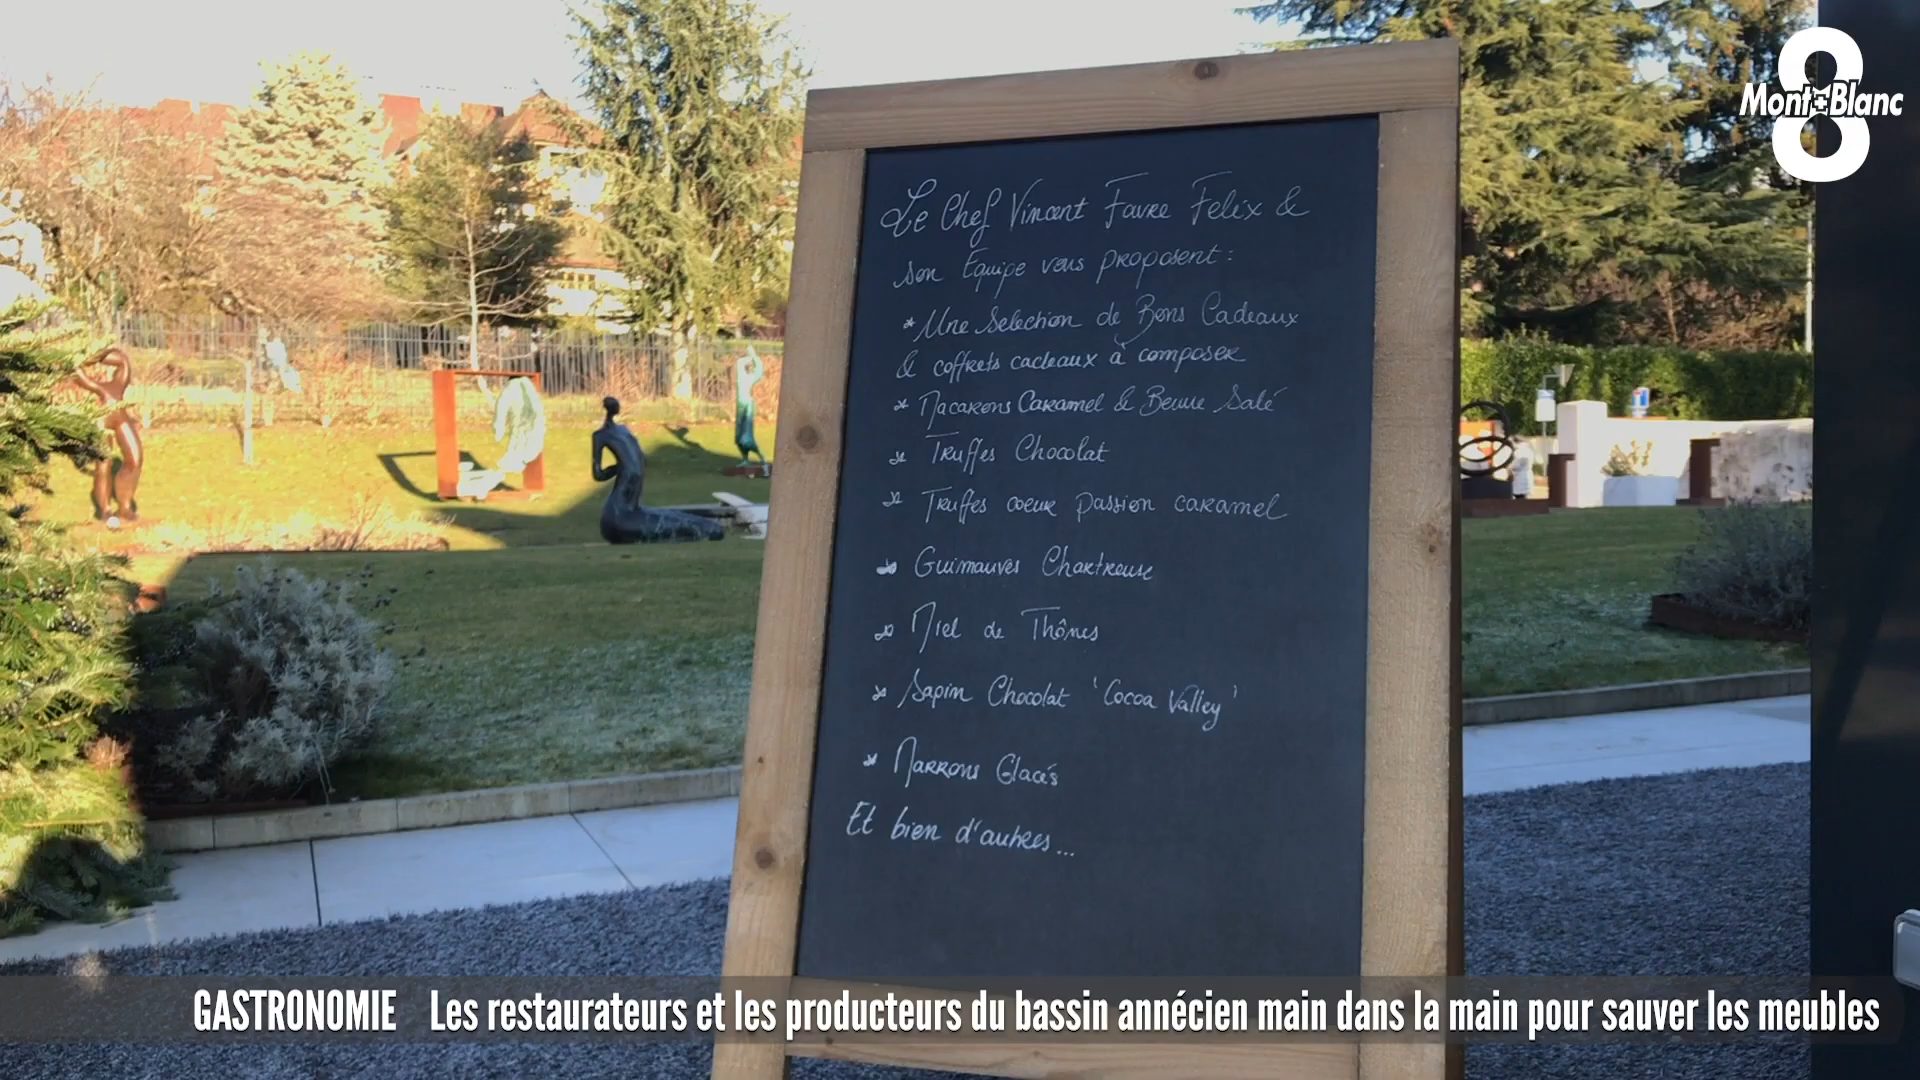 8
Mont-Blanc
Le Chef Vincent Favre Felix &
son Equipe vous proposent :
* Une Selection de Bons Cadeaux
& coffrets cadeaux à composer
* Macarons Caramel & Beurre Salé
* Truffes Chocolat
* Truffes coeur passion caramel
* Guimauves Chartreuse
* Miel de Thônes
* Sapin Chocolat 'Cocoa Valley'
* Marrons Glacés
Et bien d'autres...
GASTRONOMIE Les restaurateurs et les producteurs du bassin annécien main dans la main pour sauver les meubles